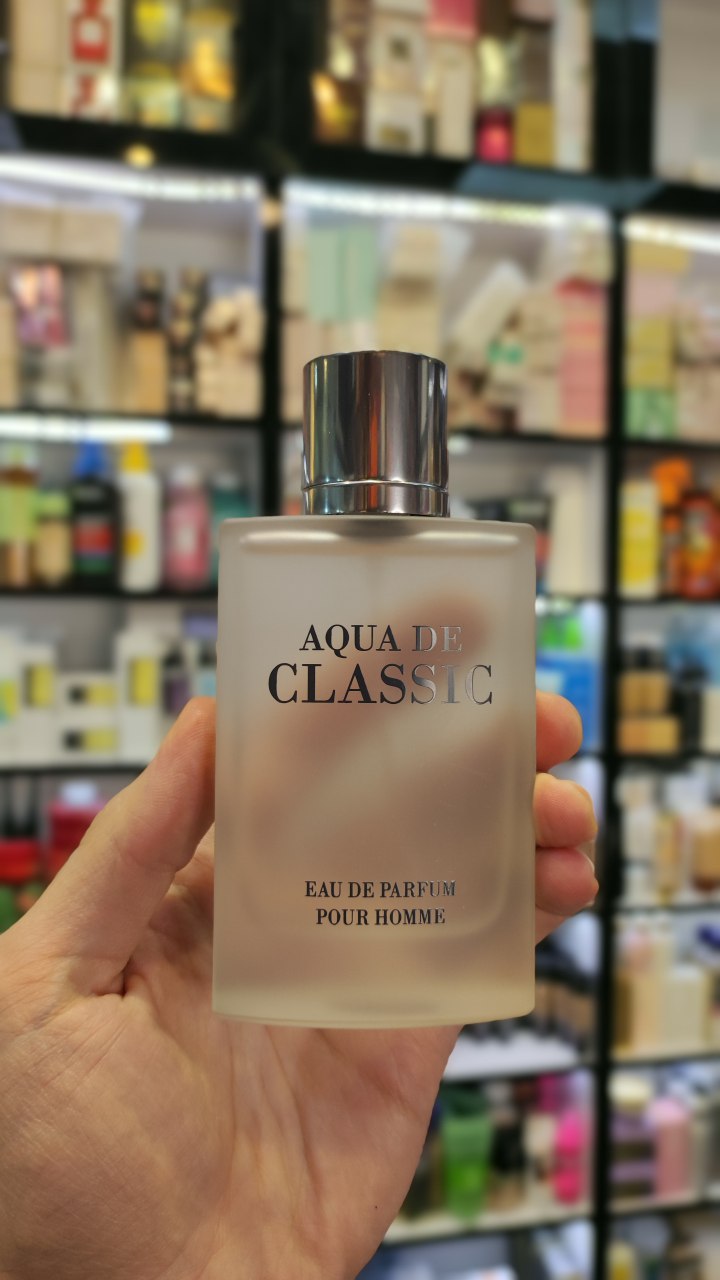 AQUA DE
CLASSIC
EAU DE PARFUM
POUR HOMME